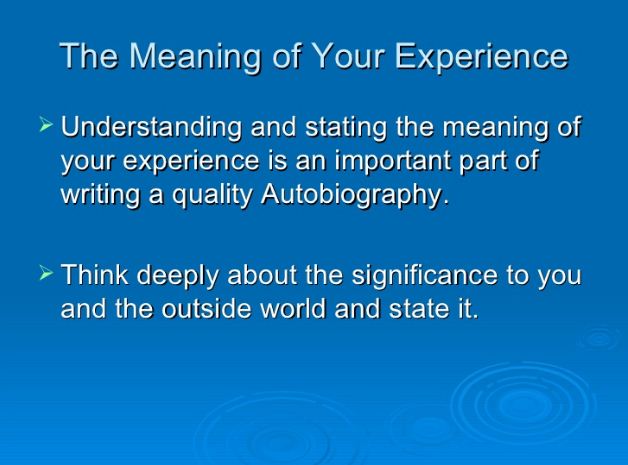 The Meaning of Your Experience
Understanding and stating the meaning of
your experience is an important part of
writing a quality Autobiography.
Think deeply about the significance to you
and the outside world and state it.